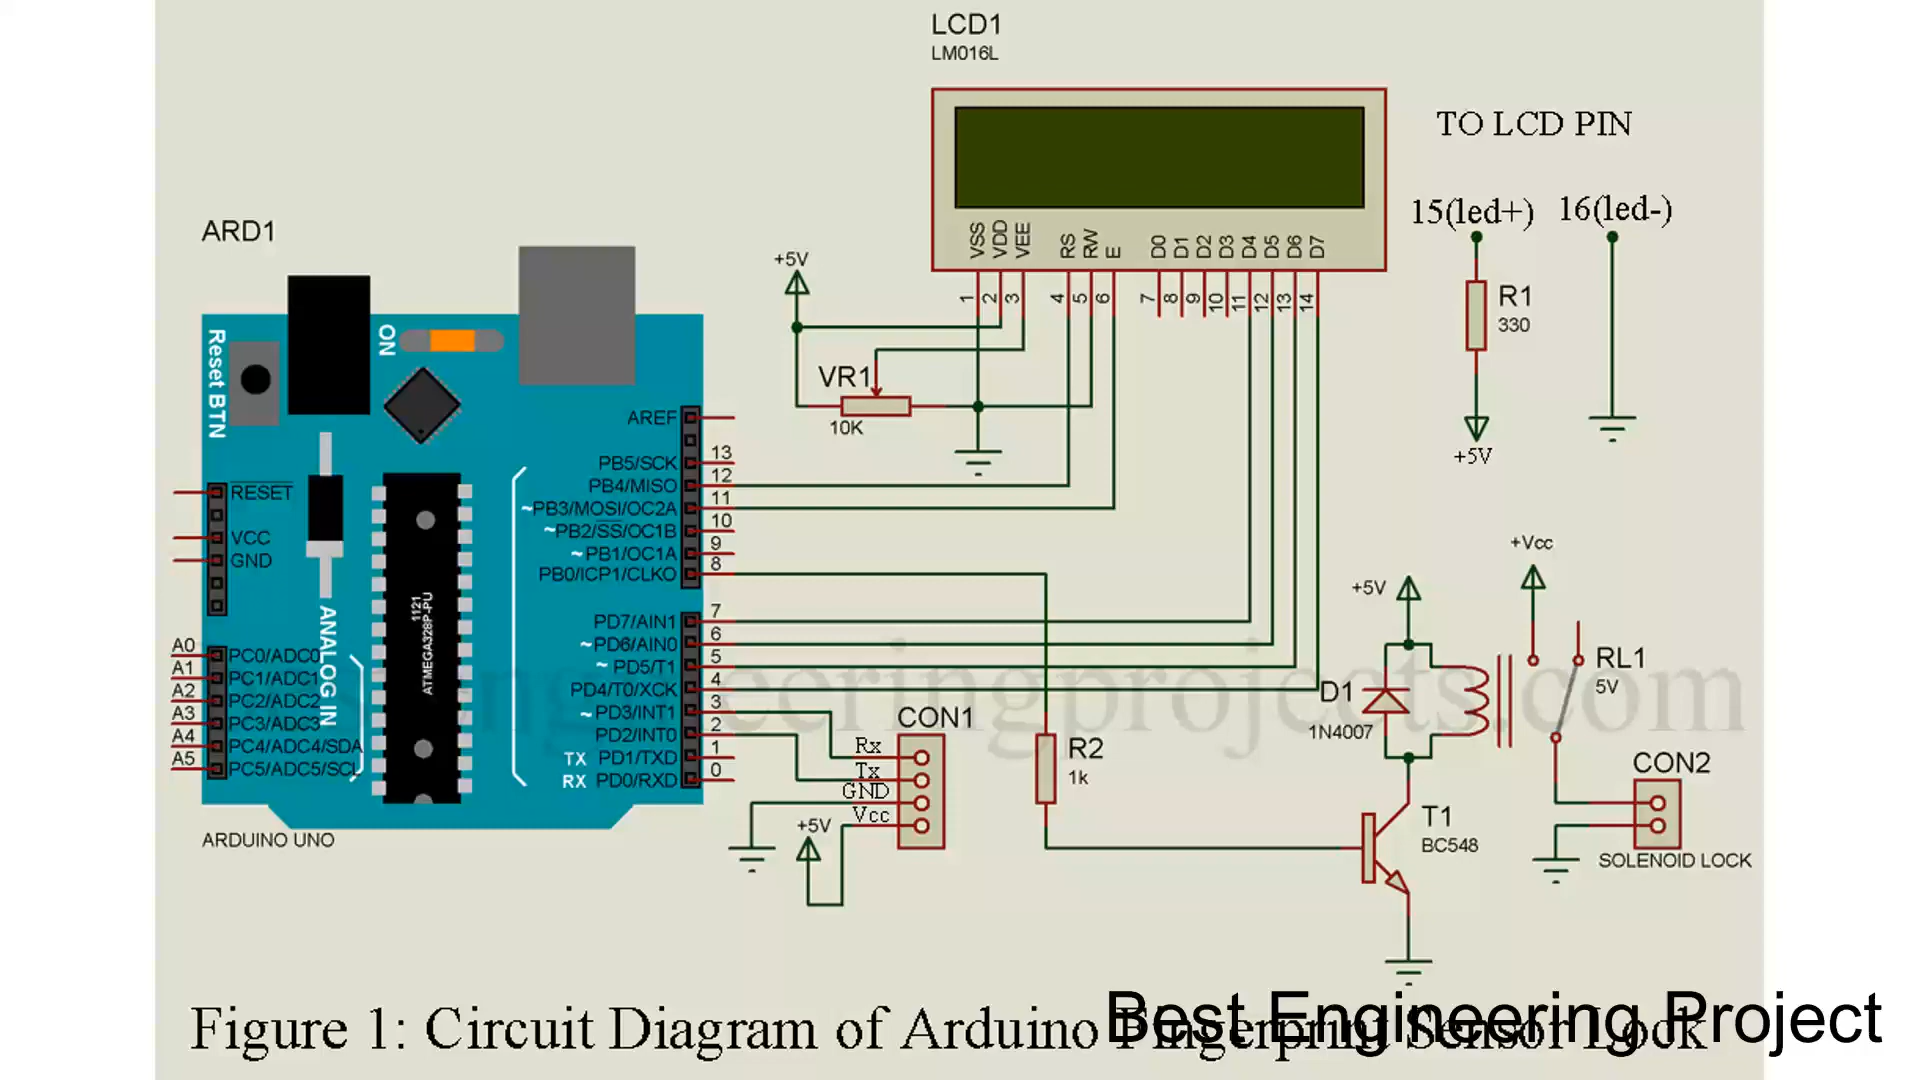 LCD1
LM016L
TO LCD PIN
15(led+) 16(led-)
VSS
VDD
VEE
RS
RW
E
D0
D1
D2
D3
D4
D5
D6
D7
1
2
3
4
5
6
7
8
9
10
11
12
13
14
R1
330
+5V
+5V
VR1
10K
ARD1
Reset BTN
ON
AREF
PB5/SCK 13
PB4/MISO 12
~PB3/MOSI/OC2A 11
~PB2/SS/OC1B 10
~PB1/OC1A 9
PB0/ICP1/CLKO 8
PD7/AIN1 7
~PD6/AIN0 6
~PD5/T1 5
PD4/T0/XCK 4
~PD3/INT1 3
PD2/INT0 2
TX PD1/TXD 1
RX PD0/RXD 0
RESET
VCC
GND
ANALOG IN
1121
ATMEGA328P-PU
A0 PC0/ADC0
A1 PC1/ADC1
A2 PC2/ADC2
A3 PC3/ADC3
A4 PC4/ADC4/SDA
A5 PC5/ADC5/SCL
ARDUINO UNO
CON1
Rx
Tx
GND
Vcc
+5V
R2
1k
+5V
+Vcc
D1
1N4007
RL1
5V
T1
BC548
CON2
SOLENOID LOCK
engineeringprojects.com
Figure 1: Circuit Diagram of Arduino Fingerprint Sensor Lock
Best Engineering Project